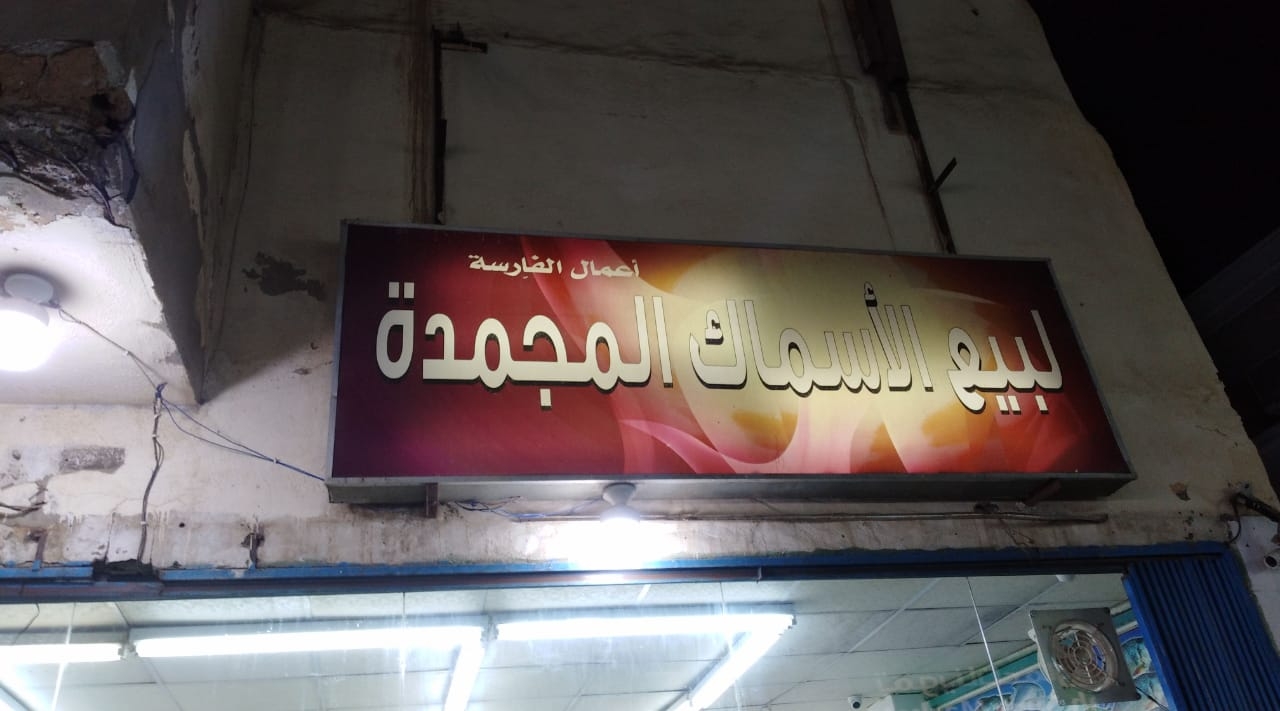 أعمال الفارسة
لبيع الأسماك المجمدة